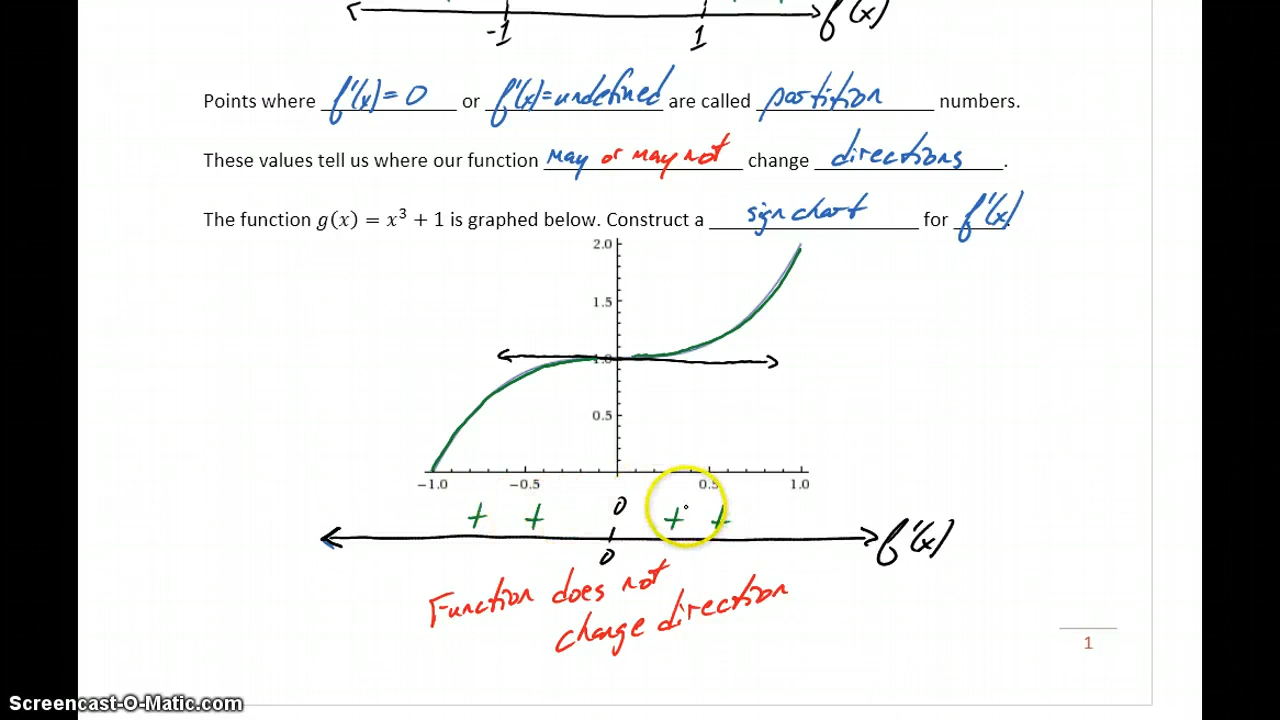 -1 1 f'(x)
Points where f'(x)=0 or f'(x)=undefined are called partition numbers.
These values tell us where our function may or may not change directions.
The function g(x) = x³ + 1 is graphed below. Construct a sign chart for f'(x).
2.0
1.5
1.0
0.5
-1.0 -0.5 0.5 1.0
+ + 0 + +
0 f'(x)
Function does not
change direction
1
Screencast-O-Matic.com